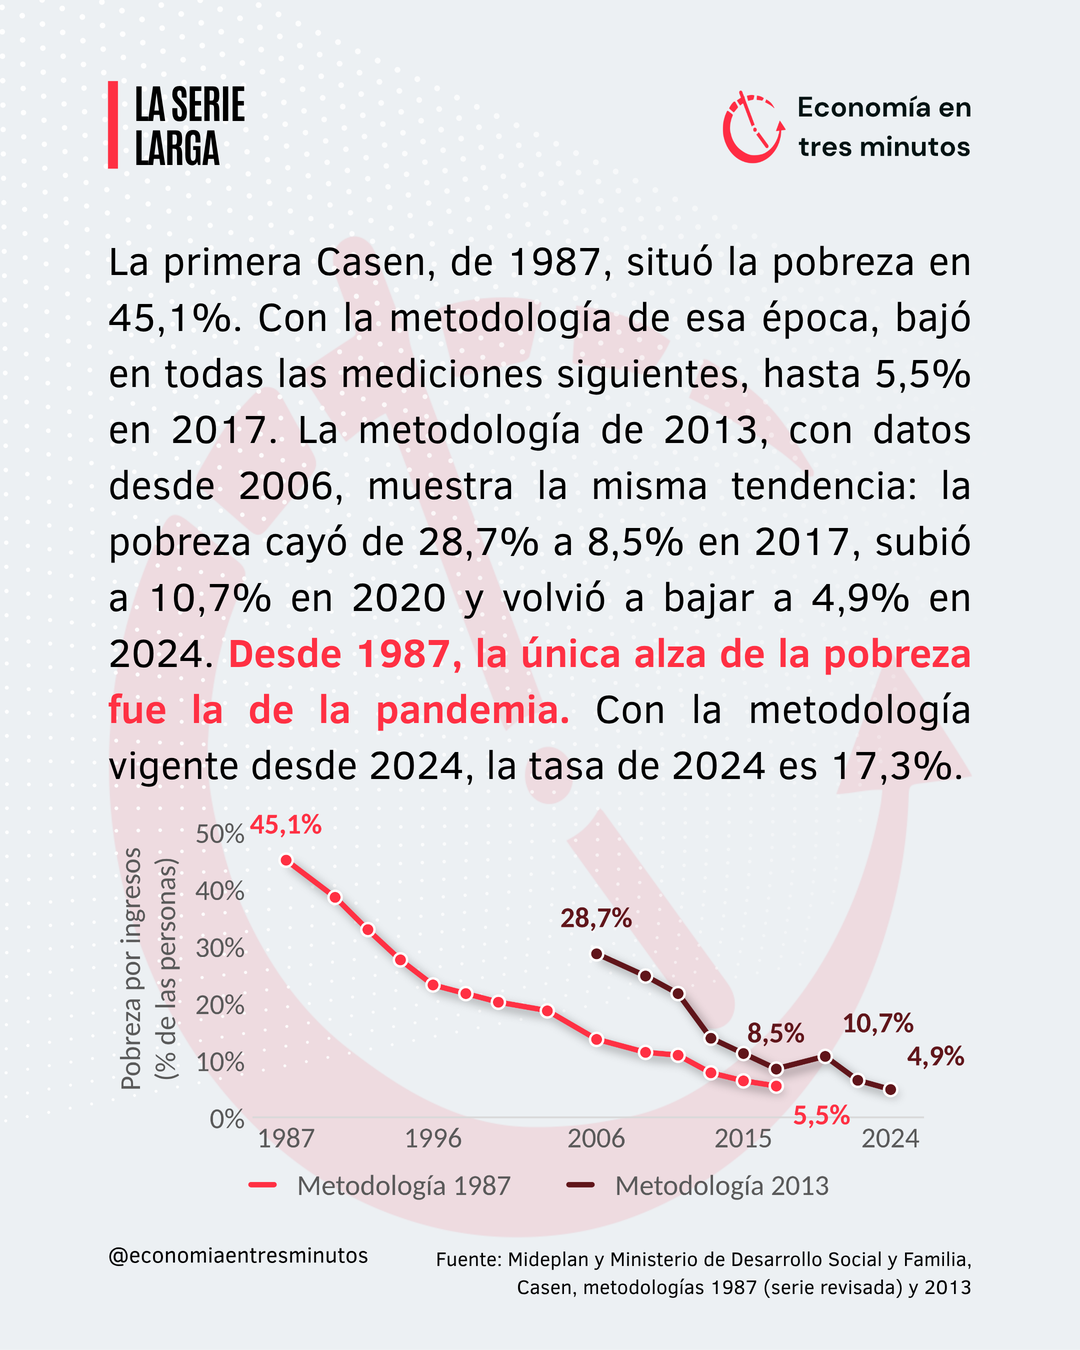 LA SERIE
LARGA
Economía en
tres minutos
La primera Casen, de 1987, situó la pobreza en
45,1%. Con la metodología de esa época, bajó
en todas las mediciones siguientes, hasta 5,5%
en 2017. La metodología de 2013, con datos
desde 2006, muestra la misma tendencia: la
pobreza cayó de 28,7% a 8,5% en 2017, subió
a 10,7% en 2020 y volvió a bajar a 4,9% en
2024. Desde 1987, la única alza de la pobreza
fue la de la pandemia. Con la metodología
vigente desde 2024, la tasa de 2024 es 17,3%.
Pobreza por ingresos
(% de las personas)
50%
40%
30%
20%
10%
0%
45,1%
28,7%
8,5%
10,7%
4,9%
5,5%
1987
1996
2006
2015
2024
Metodología 1987
Metodología 2013
@economiaentresminutos
Fuente: Mideplan y Ministerio de Desarrollo Social y Familia,
Casen, metodologías 1987 (serie revisada) y 2013